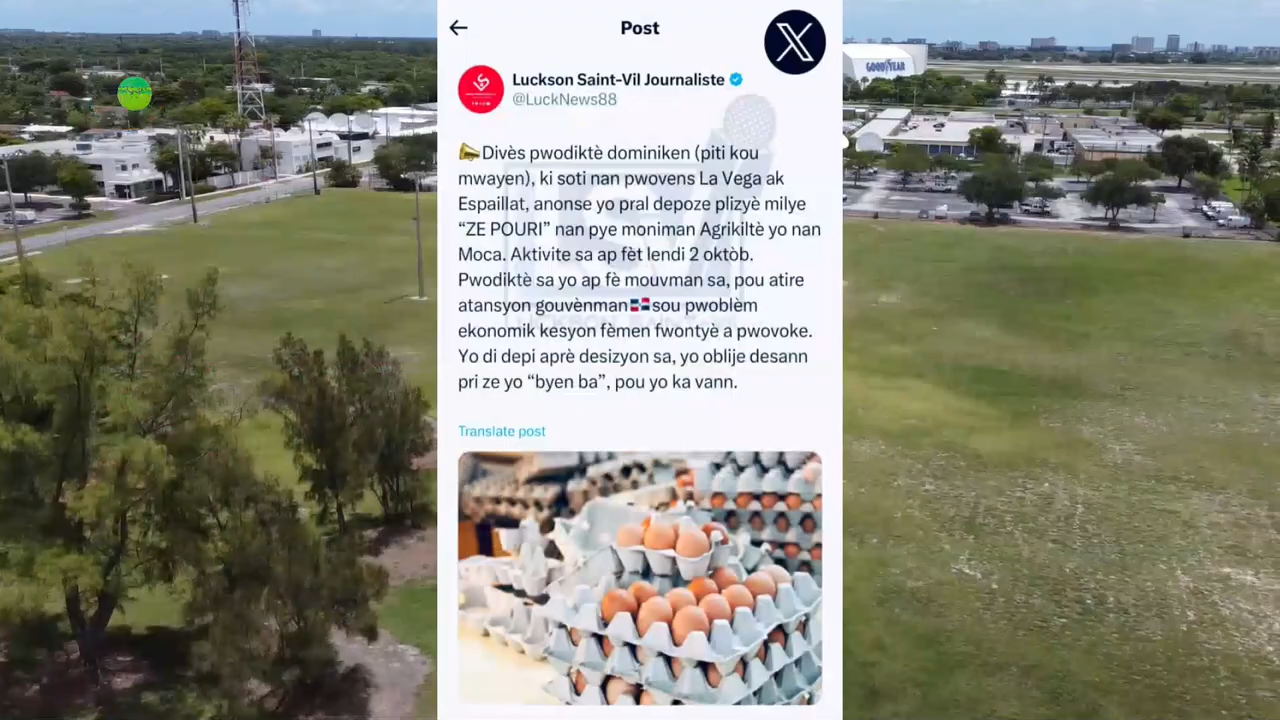 Post
Luckson Saint-Vil Journaliste
@LuckNews88
Divès pwodiktè dominiken (piti kou
mwayen), ki soti nan pwovens La Vega ak
Espaillat, anonse yo pral depoze plizyè milye
“ZE POURI” nan pye moniman Agrikiltè yo nan
Moca. Aktivite sa ap fèt lendi 2 oktòb.
Pwodiktè sa yo ap fè mouvman sa, pou atire
atansyon gouvènman🇩🇴sou pwoblèm
ekonomik kesyon fèmen fwontyè a pwovoke.
Yo di depi aprè desizyon sa, yo oblije desann
pri ze yo “byen ba”, pou yo ka vann.
Translate post
GOODYEAR